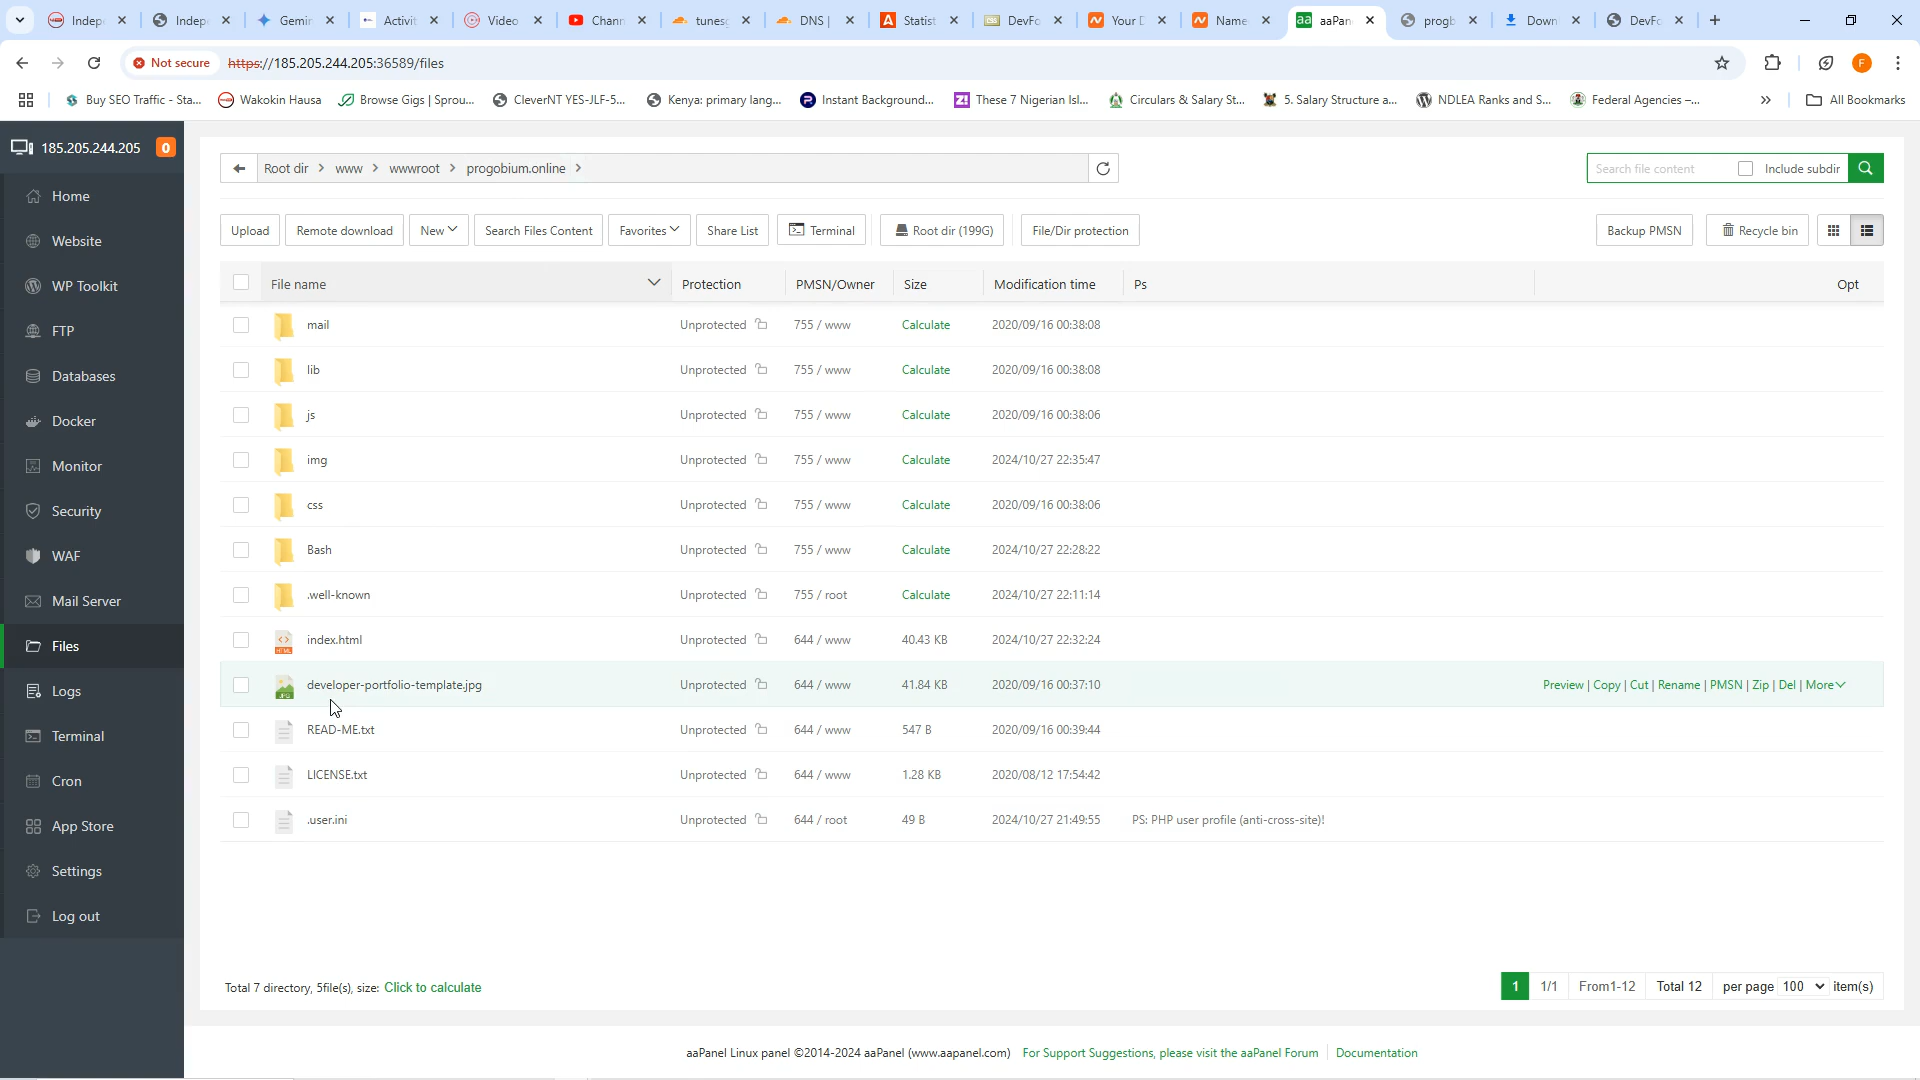 Indepe
Indepe
Gemin
Activit
Video
Chann
tunesg
DNS |
Statist
DevFo
Your D
Name
aaPan
progb
Down
DevFo
Not secure
https://185.205.244.205:36589/files
F
Buy SEO Traffic - Sta...
Wakokin Hausa
Browse Gigs | Sprou...
CleverNT YES-JLF-5...
Kenya: primary lang...
Instant Background...
These 7 Nigerian Isl...
Circulars & Salary St...
5. Salary Structure a...
NDLEA Ranks and S...
Federal Agencies –...
All Bookmarks
185.205.244.205
0
Home
Website
WP Toolkit
FTP
Databases
Docker
Monitor
Security
WAF
Mail Server
Files
Logs
Terminal
Cron
App Store
Settings
Log out
Root dir
www
wwwroot
progobium.online
Search file content
Include subdir
Upload
Remote download
New
Search Files Content
Favorites
Share List
Terminal
Root dir (199G)
File/Dir protection
Backup PMSN
Recycle bin
File name Protection PMSN/Owner Size Modification time Ps Opt
mail Unprotected 755 / www Calculate 2020/09/16 00:38:08
lib Unprotected 755 / www Calculate 2020/09/16 00:38:08
js Unprotected 755 / www Calculate 2020/09/16 00:38:06
img Unprotected 755 / www Calculate 2024/10/27 22:35:47
css Unprotected 755 / www Calculate 2020/09/16 00:38:06
Bash Unprotected 755 / www Calculate 2024/10/27 22:28:22
.well-known Unprotected 755 / root Calculate 2024/10/27 22:11:14
index.html Unprotected 644 / www 40.43 KB 2024/10/27 22:32:24
developer-portfolio-template.jpg Unprotected 644 / www 41.84 KB 2020/09/16 00:37:10 Preview | Copy | Cut | Rename | PMSN | Zip | Del | More
READ-ME.txt Unprotected 644 / www 547 B 2020/09/16 00:39:44
LICENSE.txt Unprotected 644 / www 1.28 KB 2020/08/12 17:54:42
.user.ini Unprotected 644 / root 49 B 2024/10/27 21:49:55 PS: PHP user profile (anti-cross-site)!
Total 7 directory, 5file(s), size: Click to calculate
1 1/1 From1-12 Total 12 per page 100 item(s)
aaPanel Linux panel ©2014-2024 aaPanel (www.aapanel.com) For Support Suggestions, please visit the aaPanel Forum Documentation